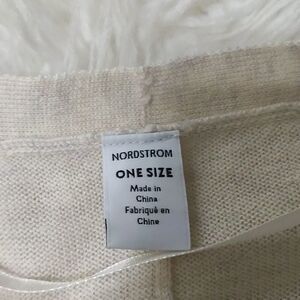 NORDSTROM
ONE SIZE
Made in
China
Fabriqué en
Chine